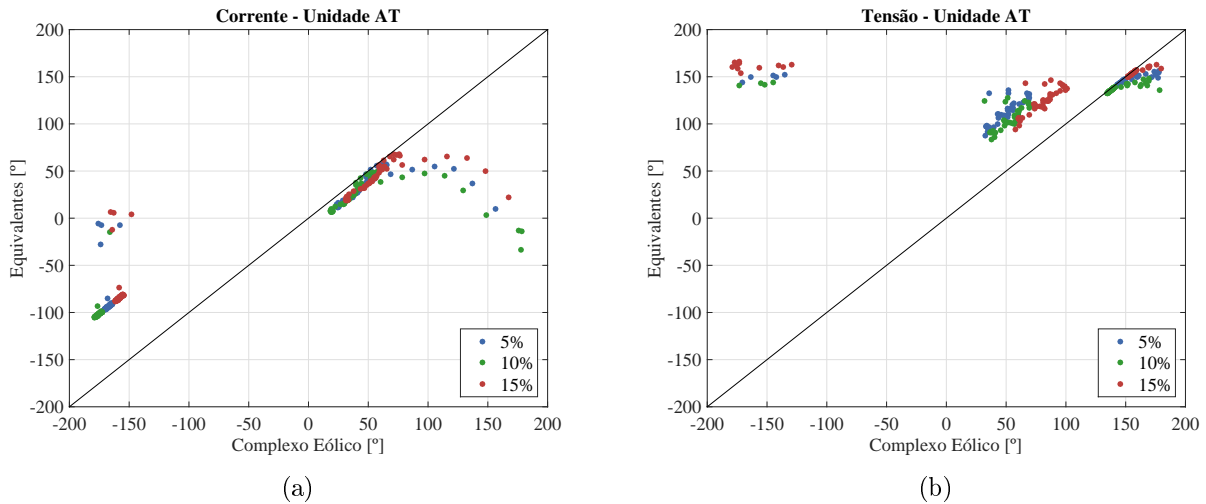 Corrente - Unidade AT
200
150
100
50
0
-50
-100
-150
-200
Equivalentes [º]
-200 -150 -100 -50 0 50 100 150 200
Complexo Eólico [º]
5%
10%
15%
(a)
Tensão - Unidade AT
200
150
100
50
0
-50
-100
-150
-200
Equivalentes [º]
-200 -150 -100 -50 0 50 100 150 200
Complexo Eólico [º]
5%
10%
15%
(b)